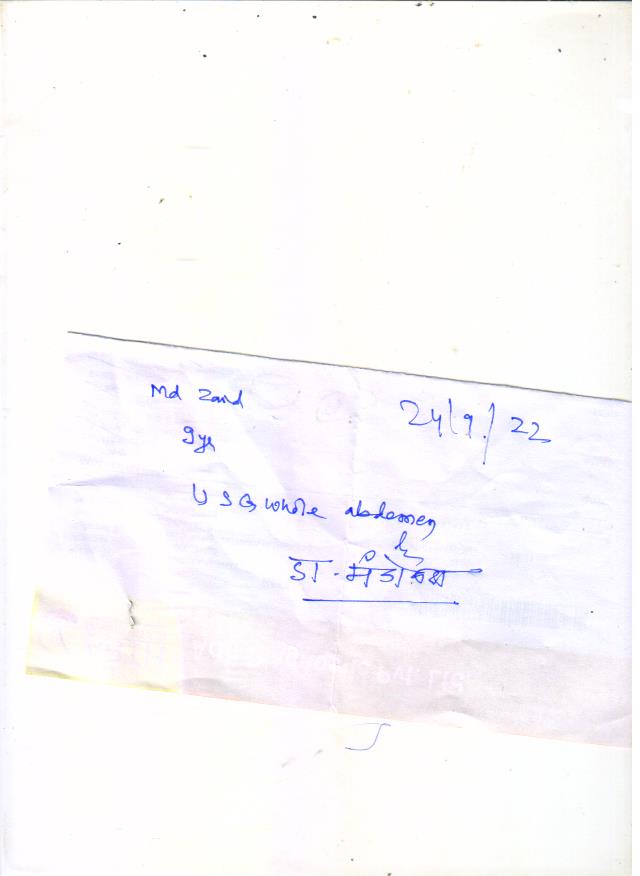 Md Zaid 24/9/22
9yr
USG whole abdomen
डा.